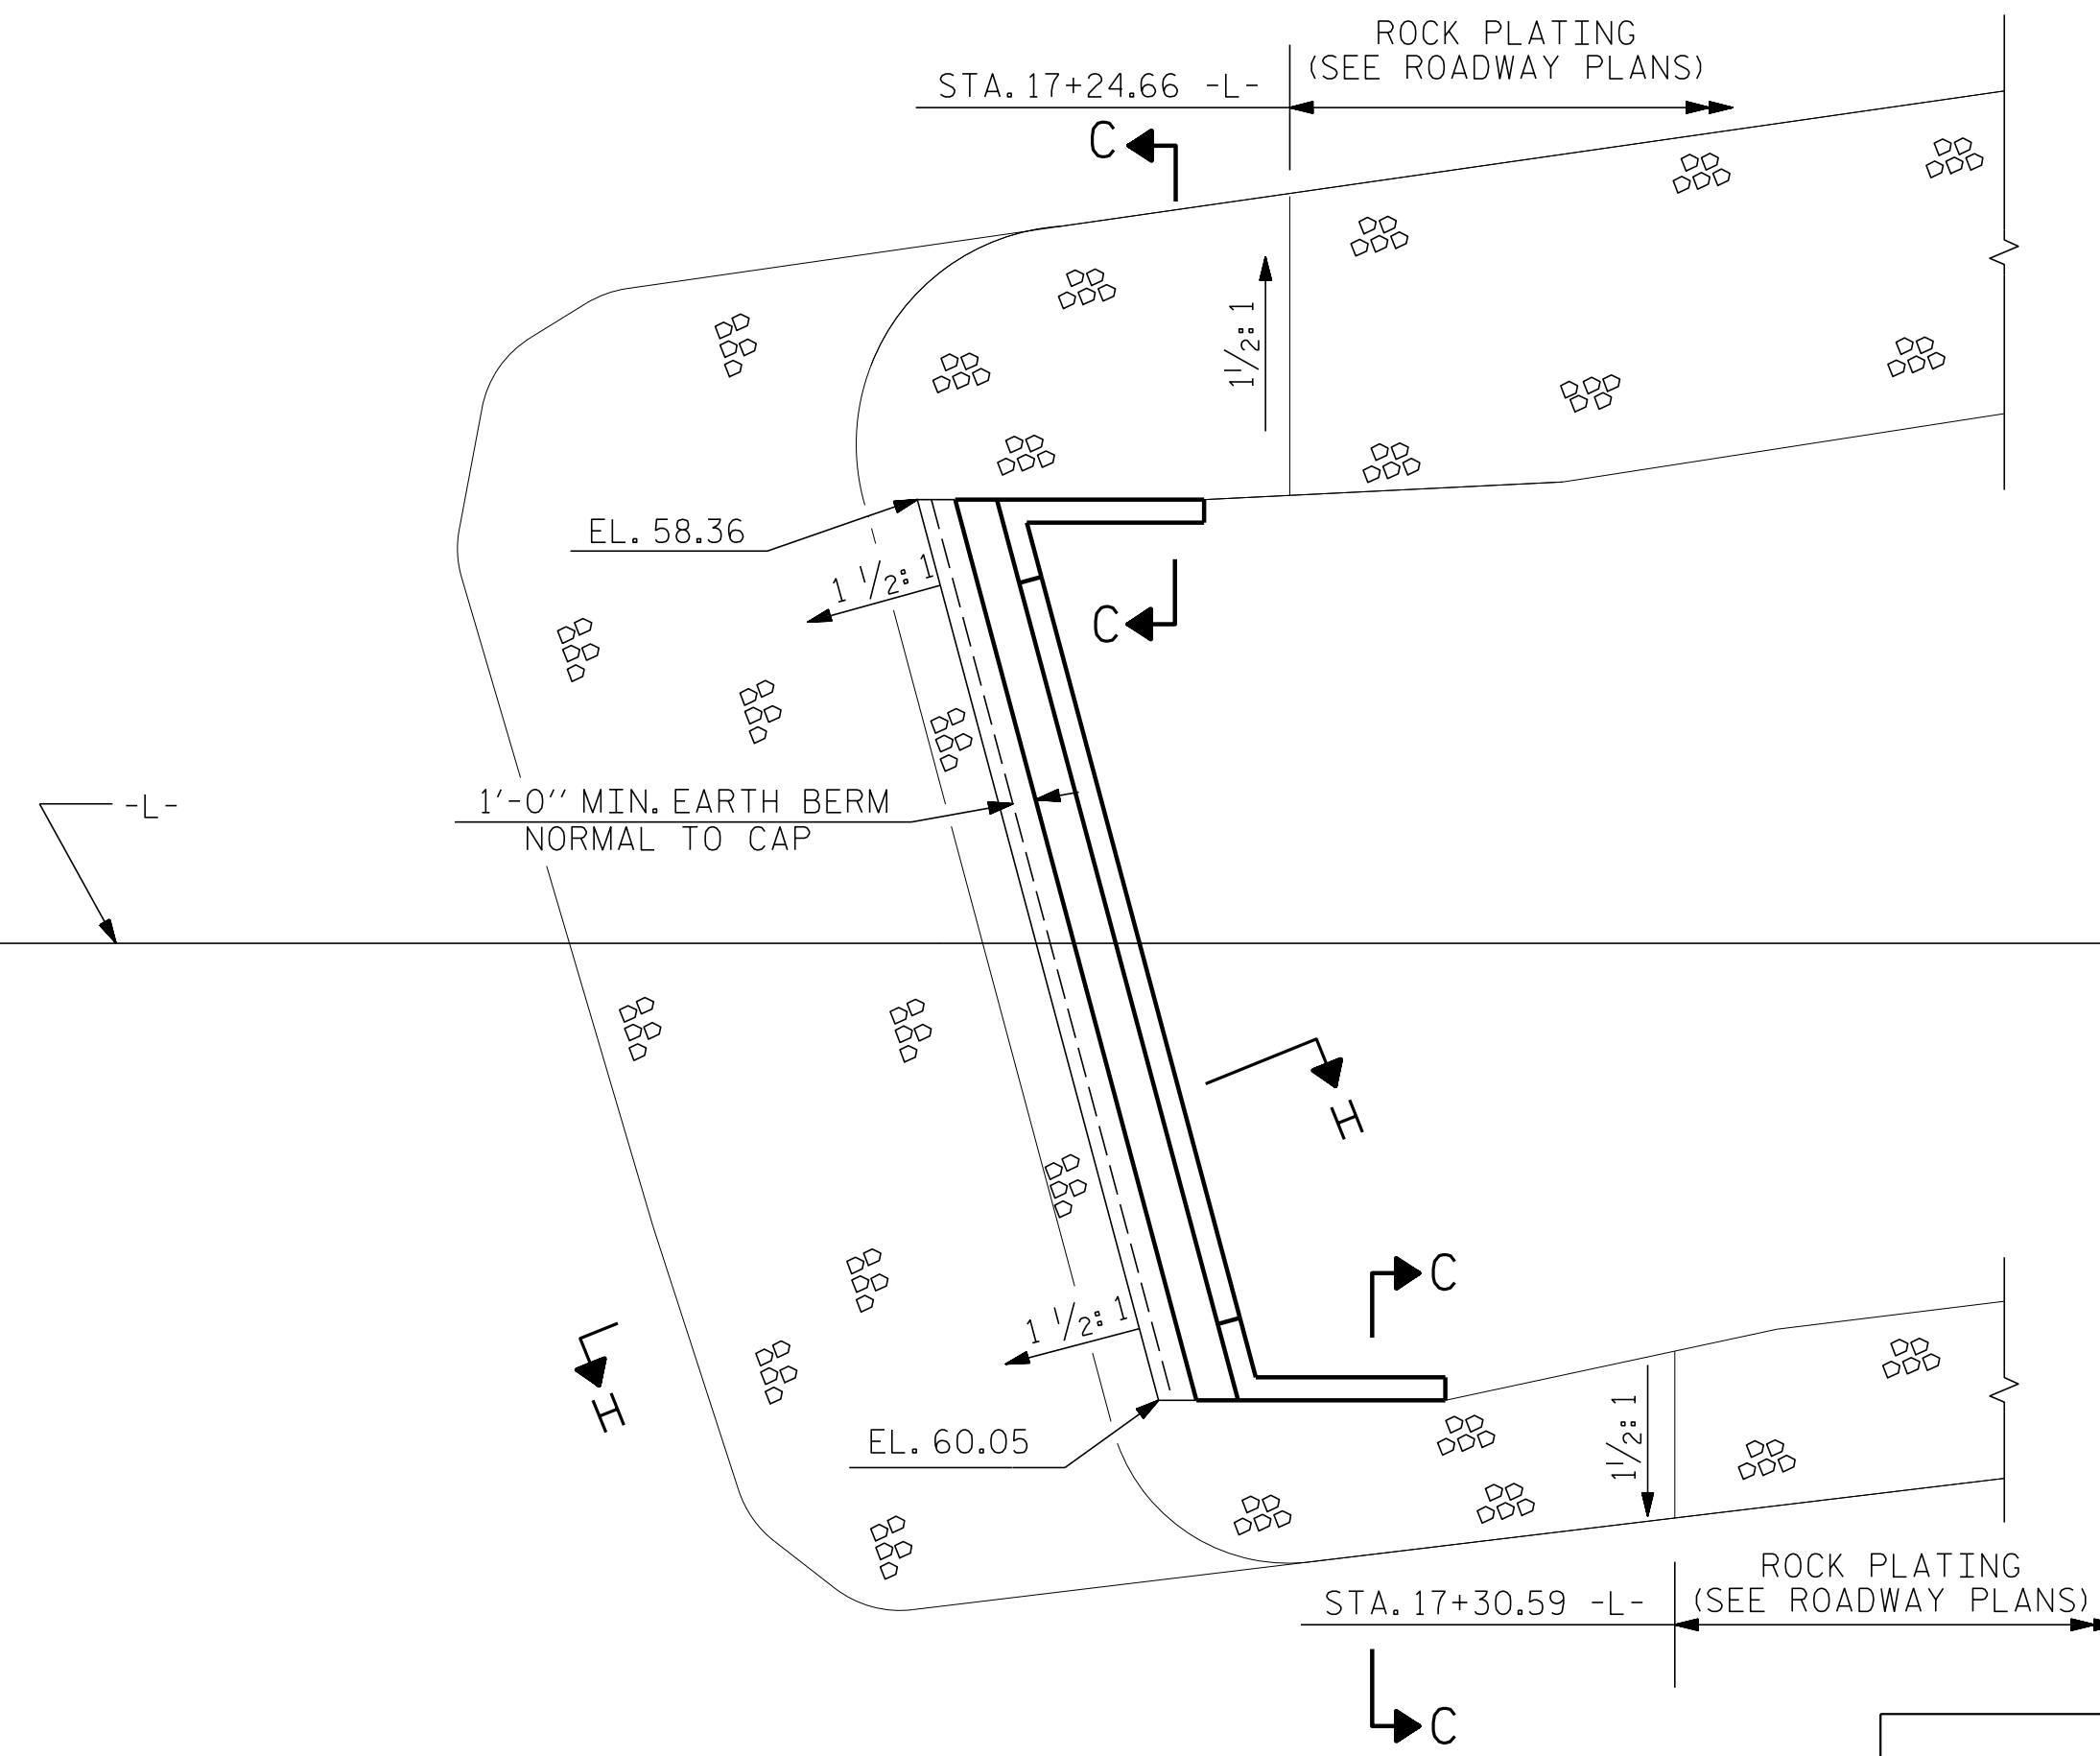 ROCK PLATING
(SEE ROADWAY PLANS)
STA. 17+24.66 -L-
C
1 1/2: 1
EL. 58.36
1 1/2: 1
C
1'-0" MIN. EARTH BERM
NORMAL TO CAP
-L-
H
C
1 1/2: 1
H
1 1/2: 1
EL. 60.05
ROCK PLATING
(SEE ROADWAY PLANS)
STA. 17+30.59 -L-
C